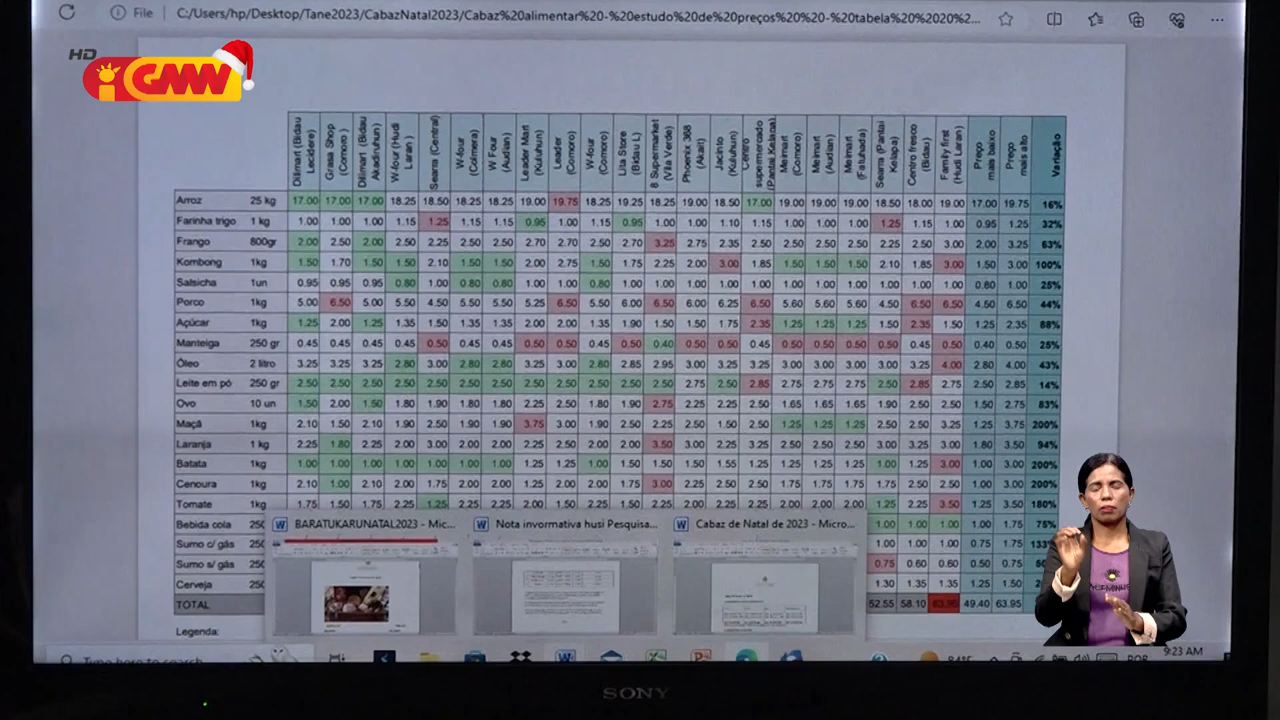 File C:/Users/hp/Desktop/Tane2023/CabazNatal2023/Cabaz%20alimentar%20-%20estudo%20de%20preços%20%20-%20tabela%20%2020%2...
HD
GMN
Dilimart (Bidau Lecidere) Grasa Shop (Comoro) Dilimart (Bidau Akadiruhun) W-four (Hudi Laran) Seama (Central) W-four (Colmera) W Four (Audian) Leader Mart (Kuluhun) Leader (Comoro) W-four (Comoro) Lita Store (Bidau L) 8 Supermarket (Vila Verde) Phoenix 368 (Akait) Jacinto (Kuluhun) Centro supermercado (Pantai Kelapa) Meimart (Comoro) Meimart (Audian) Meimart (Fatuhada) Seama (Pantai Kelapa) Centro fresco (Bidau) Family first (Hudi Laran) Preço mais baixo Preço mais alto Variação
Arroz 25 kg 17.00 17.00 17.00 18.25 18.50 18.25 18.25 19.00 19.75 18.25 19.25 18.25 19.00 18.50 17.00 19.00 19.00 19.00 18.50 18.00 19.00 17.00 19.75 16%
Farinha trigo 1 kg 1.00 1.00 1.00 1.15 1.25 1.15 1.15 0.95 1.00 1.15 0.95 1.00 1.00 1.10 1.15 1.00 1.00 1.00 1.25 1.15 1.00 0.95 1.25 32%
Frango 800gr 2.00 2.50 2.00 2.50 2.25 2.50 2.50 2.70 2.70 2.50 2.70 3.25 2.75 2.35 2.50 2.50 2.50 2.50 2.25 2.50 3.00 2.00 3.25 63%
Kombong 1kg 1.50 1.70 1.50 1.50 2.10 1.50 1.50 2.00 2.75 1.50 1.75 2.25 2.00 3.00 1.85 1.50 1.50 1.50 2.10 1.85 3.00 1.50 3.00 100%
Salsicha 1un 0.95 0.95 0.95 0.80 1.00 0.80 0.80 1.00 1.00 0.80 1.00 1.00 1.00 1.00 1.00 1.00 1.00 1.00 1.00 1.00 1.00 0.80 1.00 25%
Porco 1kg 5.00 6.50 5.00 5.50 4.50 5.50 5.50 5.25 6.50 5.50 6.00 6.50 6.00 6.25 6.50 5.60 5.60 5.60 4.50 6.50 6.50 4.50 6.50 44%
Açúcar 1kg 1.25 2.00 1.25 1.35 1.50 1.35 1.35 2.00 2.00 1.35 1.90 1.50 1.50 1.75 2.35 1.25 1.25 1.25 1.50 2.35 1.50 1.25 2.35 88%
Manteiga 250 gr 0.45 0.45 0.45 0.45 0.50 0.45 0.45 0.50 0.50 0.45 0.50 0.40 0.50 0.50 0.45 0.50 0.50 0.50 0.50 0.45 0.50 0.40 0.50 25%
Óleo 2 litro 3.25 3.25 3.25 2.80 3.00 2.80 2.80 3.25 3.00 2.80 2.85 2.95 3.00 3.25 3.25 3.00 3.00 3.00 3.00 3.25 4.00 2.80 4.00 43%
Leite em pó 250 gr 2.50 2.50 2.50 2.50 2.50 2.50 2.50 2.50 2.50 2.50 2.50 2.50 2.75 2.50 2.85 2.75 2.75 2.75 2.50 2.85 2.75 2.50 2.85 14%
Ovo 10 un 1.50 2.00 1.50 1.80 1.90 1.80 1.80 2.25 2.50 1.80 1.90 2.75 2.25 2.25 2.50 1.65 1.65 1.65 1.90 2.50 2.50 1.50 2.75 83%
Maçã 1kg 2.10 1.50 2.10 1.90 2.50 1.90 1.90 3.75 3.00 1.90 2.50 2.25 1.50 3.00 2.50 1.25 1.25 1.25 2.50 2.50 3.25 1.25 3.75 200%
Laranja 1 kg 2.25 1.80 2.25 2.00 3.00 2.00 2.00 2.25 2.50 2.00 2.00 3.50 2.00 2.25 3.25 2.50 2.50 2.50 3.00 3.25 3.00 1.80 3.50 94%
Batata 1kg 1.00 1.00 1.00 1.00 1.00 1.00 1.00 1.25 1.25 1.00 1.50 1.50 1.50 1.55 1.25 1.25 1.25 1.25 1.00 1.25 3.00 1.00 3.00 200%
Cenoura 1kg 2.10 1.00 2.10 2.00 1.75 2.00 2.00 1.25 2.00 2.00 1.75 3.00 2.25 2.50 2.50 1.75 1.75 1.75 1.75 2.50 2.50 1.00 3.00 200%
Tomate 1kg 1.75 1.50 1.75 2.25 1.25 2.25 2.25 2.00 1.50 2.25 1.50 2.25 2.00 2.25 1.25 2.25 3.50 1.25 3.50 180%
Bebida cola 1.00 1.00 1.00 1.00 1.75 75%
Sumo c/ gás 1.00 1.00 1.00 0.75 1.75
Sumo s/ gás 0.75 0.60 0.60 0.50 0.75
Cerveja 1.30 1.35 1.35 1.25 1.50
TOTAL 52.55 58.10 63.95 49.40 63.95
Legenda:
BARATUKARUNATAL2023 - Mic... Nota invormativa husi Pesquisa... Cabaz de Natal de 2023 - Micro...
Type here to search 84°F POR 9:23 AM
SONY